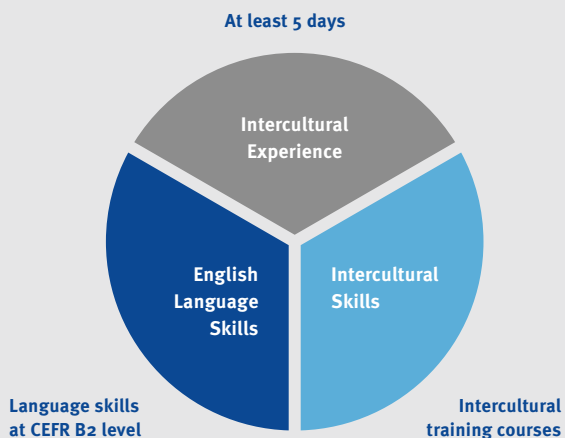 At least 5 days
Intercultural
Experience
English
Language
Skills
Intercultural
Skills
Language skills
at CEFR B2 level
Intercultural
training courses